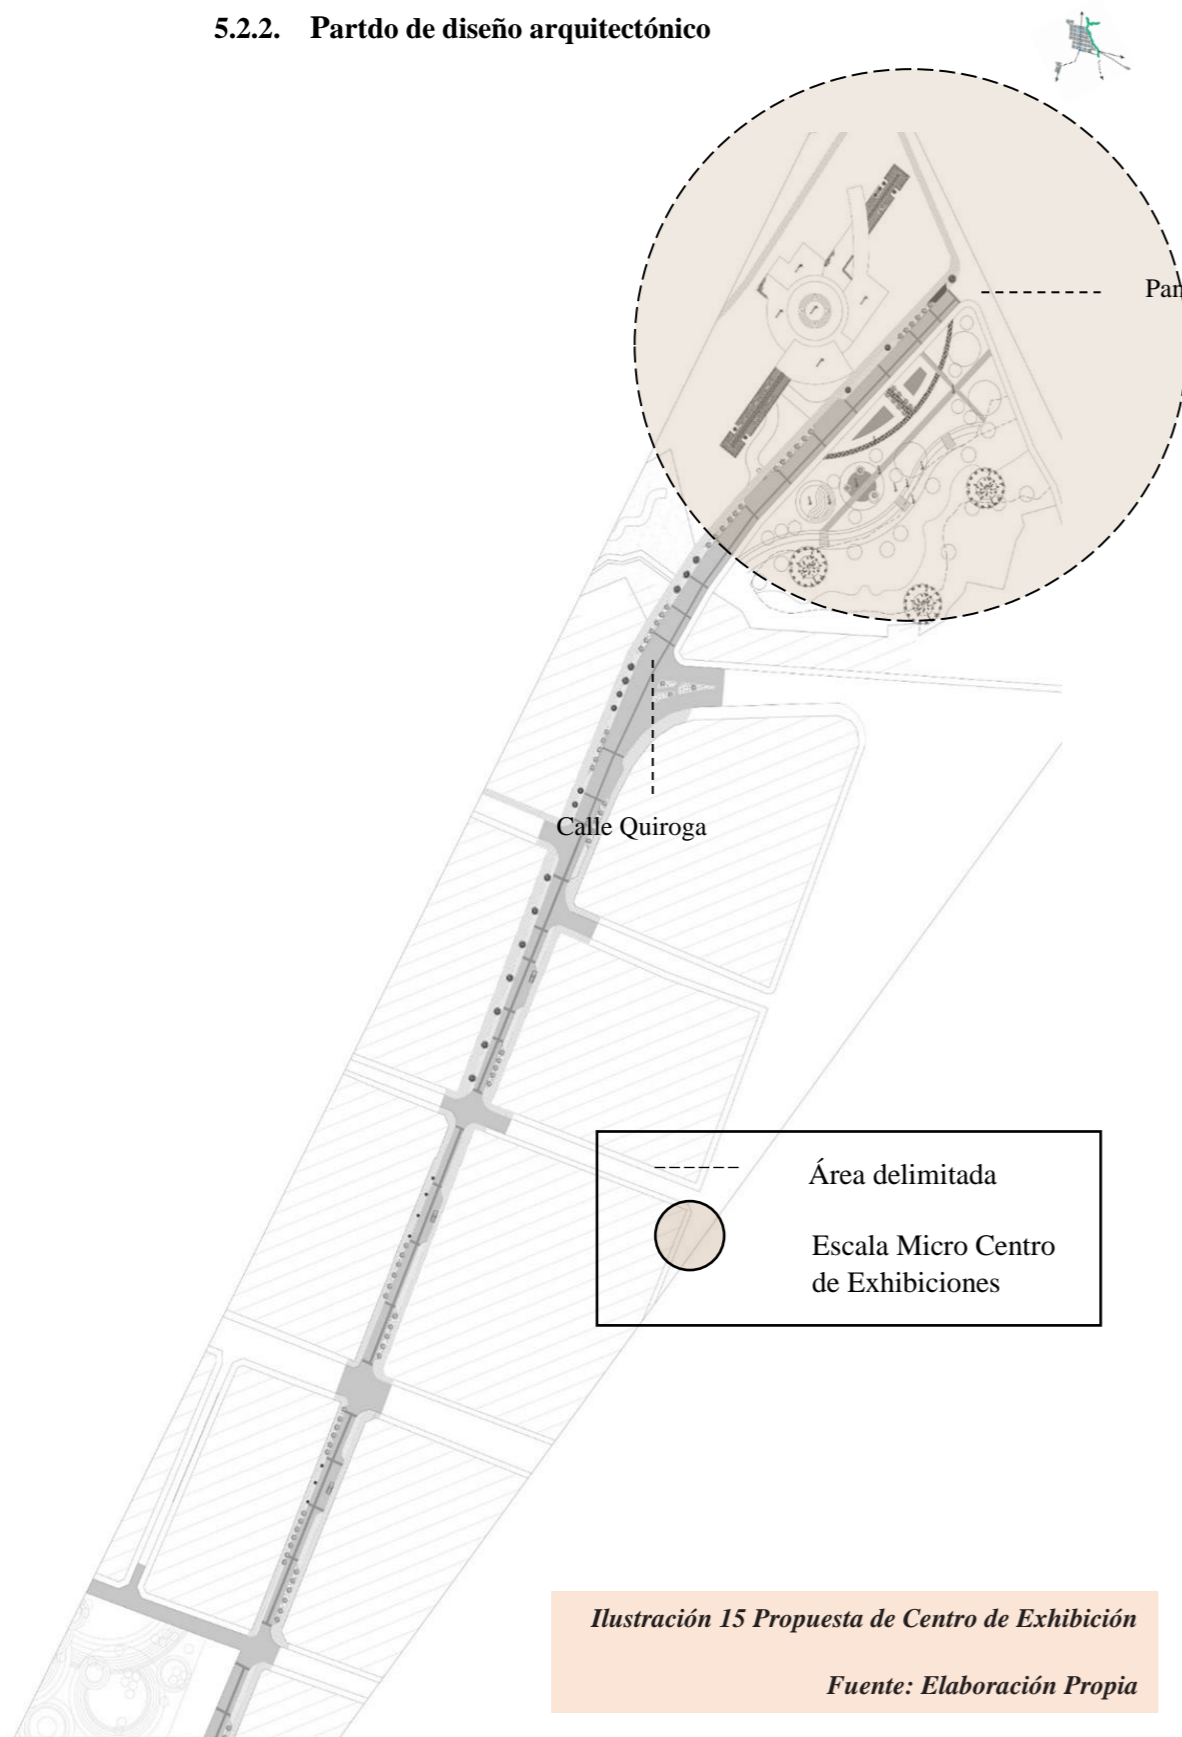 5.2.2. Partdo de diseño arquitectónico
Pan
Calle Quiroga
Área delimitada
Escala Micro Centro
de Exhibiciones
Ilustración 15 Propuesta de Centro de Exhibición
Fuente: Elaboración Propia